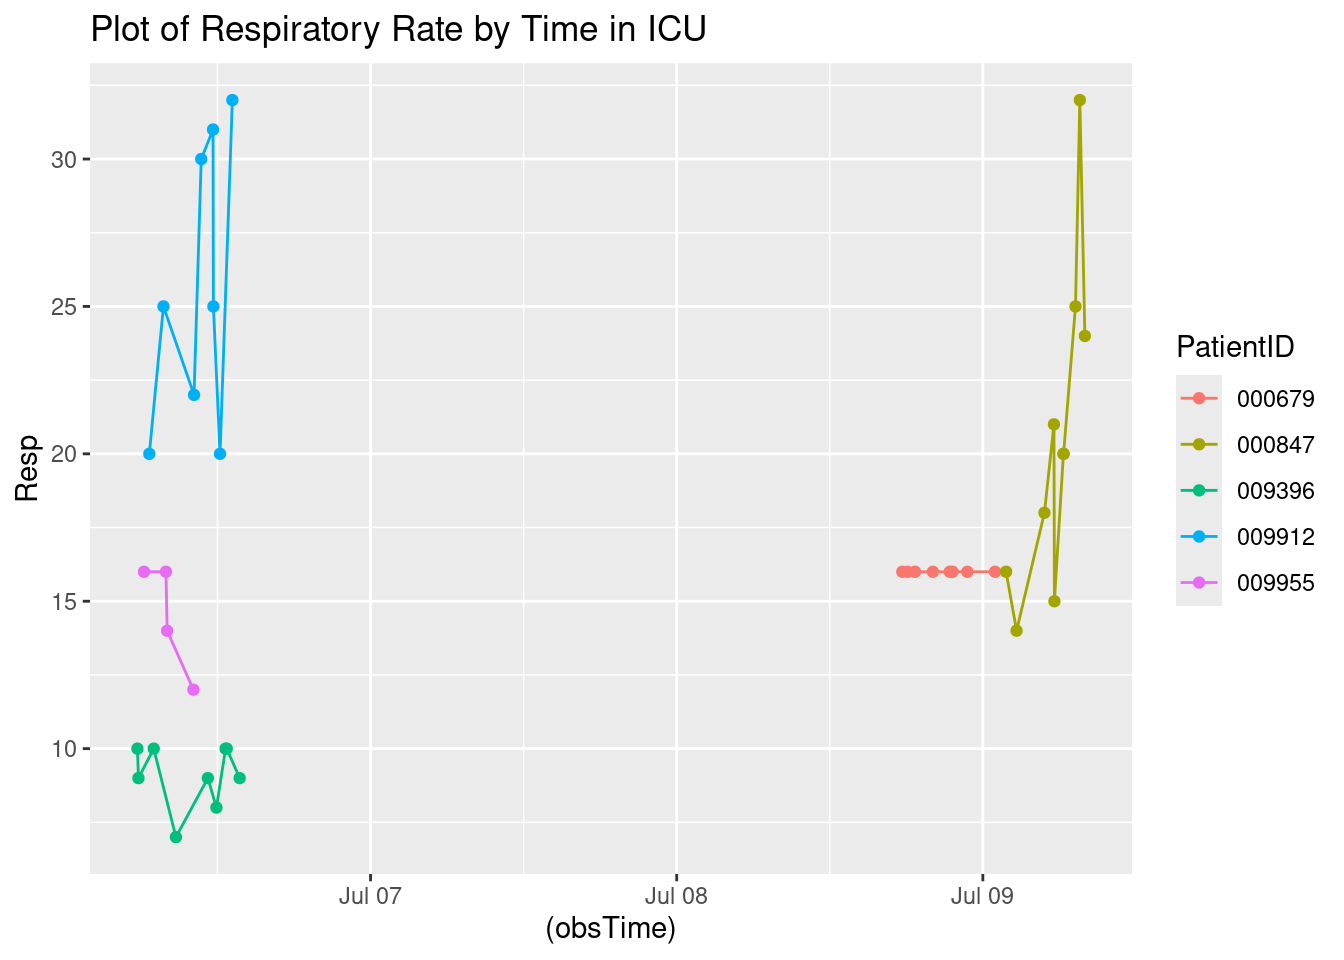 Plot of Respiratory Rate by Time in ICU
Resp
30
25
20
15
10
Jul 07
Jul 08
Jul 09
(obsTime)
PatientID
000679
000847
009396
009912
009955